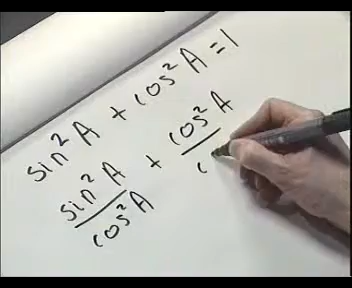 sin²A + cos²A = 1
sin²A/cos²A + cos²A/c